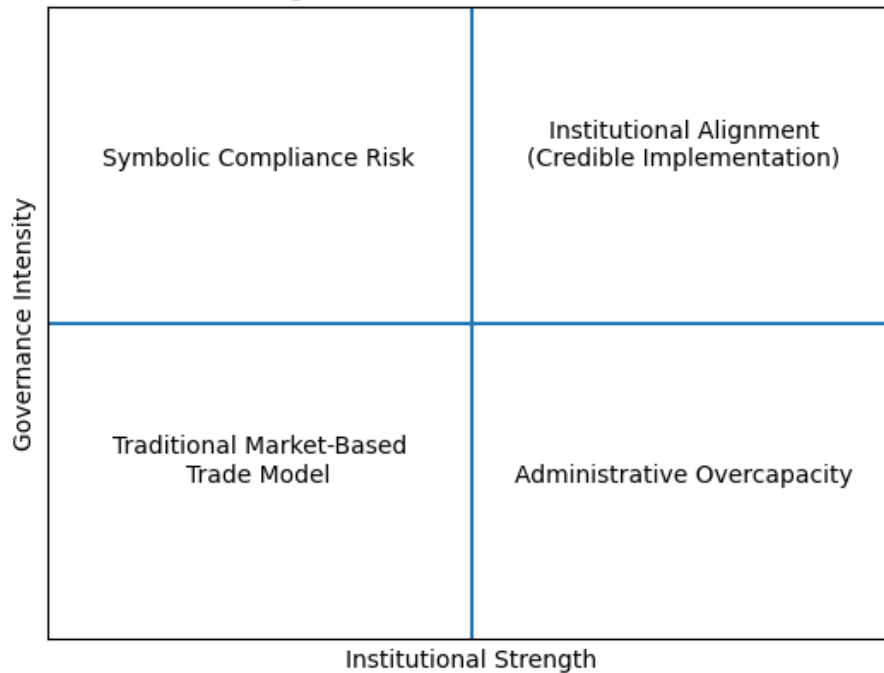 Symbolic Compliance Risk
Institutional Alignment
(Credible Implementation)
Governance Intensity
Traditional Market-Based
Trade Model
Administrative Overcapacity
Institutional Strength